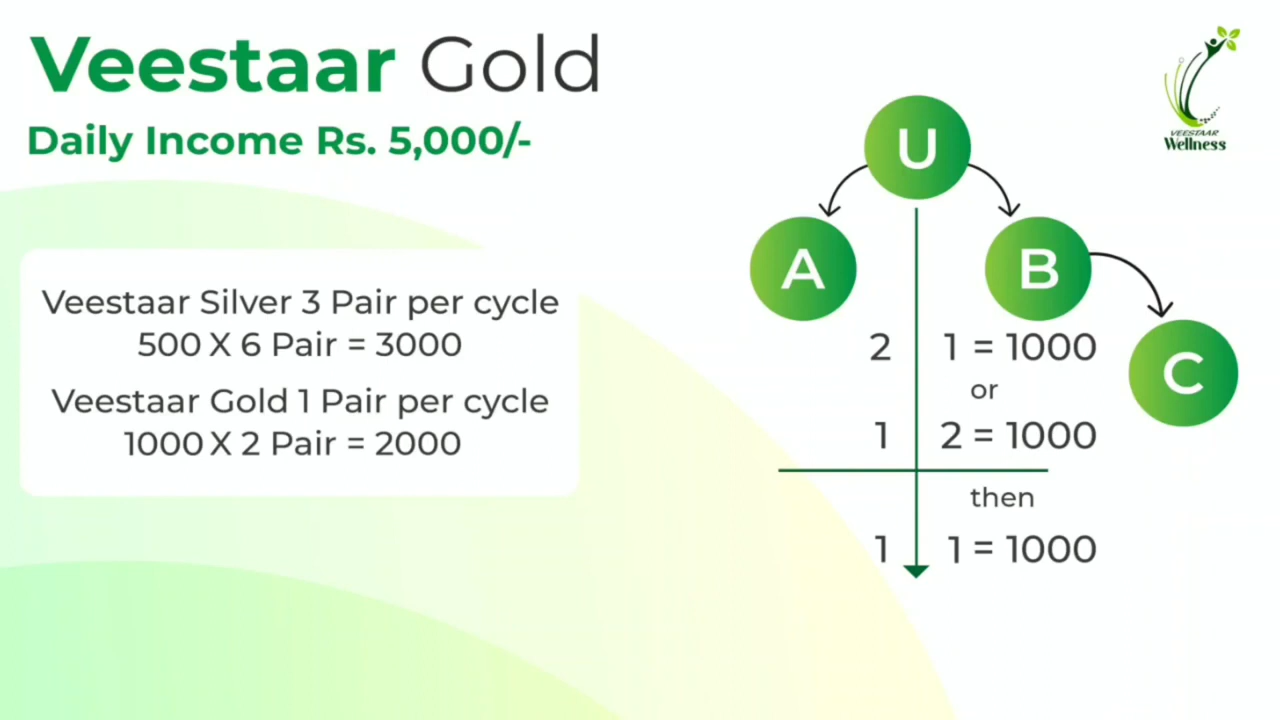 Veestaar Gold
Daily Income Rs. 5,000/-
VEESTAAR
Wellness
Veestaar Silver 3 Pair per cycle
500 X 6 Pair = 3000
Veestaar Gold 1 Pair per cycle
1000 X 2 Pair = 2000
U
A
B
C
2 1 = 1000
or
1 2 = 1000
then
1 1 = 1000